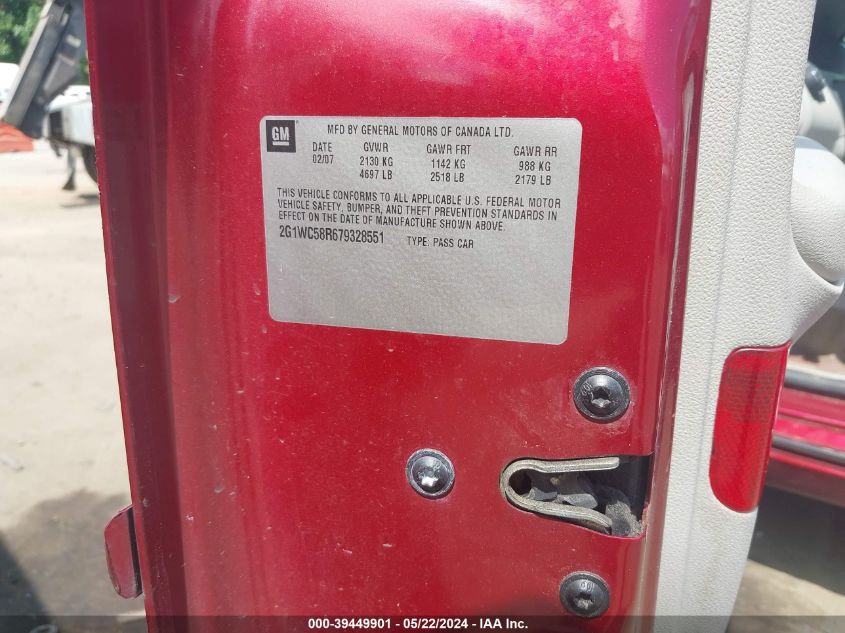 GM MFD BY GENERAL MOTORS OF CANADA LTD.
DATE GVWR GAWR FRT GAWR RR
02/07 2130 KG 1142 KG 988 KG
4697 LB 2518 LB 2179 LB
THIS VEHICLE CONFORMS TO ALL APPLICABLE U.S. FEDERAL MOTOR
VEHICLE SAFETY, BUMPER, AND THEFT PREVENTION STANDARDS IN
EFFECT ON THE DATE OF MANUFACTURE SHOWN ABOVE.
2G1WC58R679328551 TYPE: PASS CAR
000-39449901 - 05/22/2024 - IAA Inc.